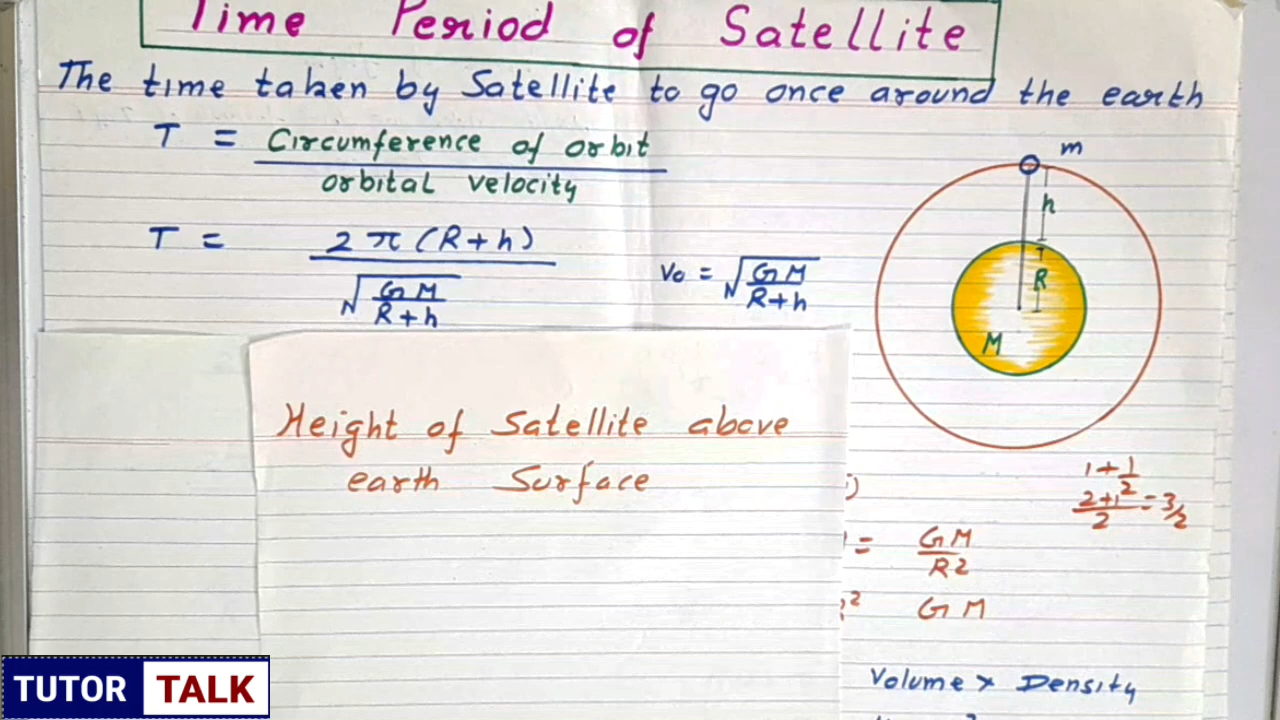 Time Period of Satellite
The time taken by Satellite to go once around the earth
T = Circumference of orbit
orbital velocity
T = 2π(R+h)
√GM
R+h
Vo = √GM
R+h
m
h
R
M
Height of Satellite above
earth Surface
1+1/2
2+1/2 = 3/2
= GM
R2
2 GM
Volume × Density
TUTOR TALK